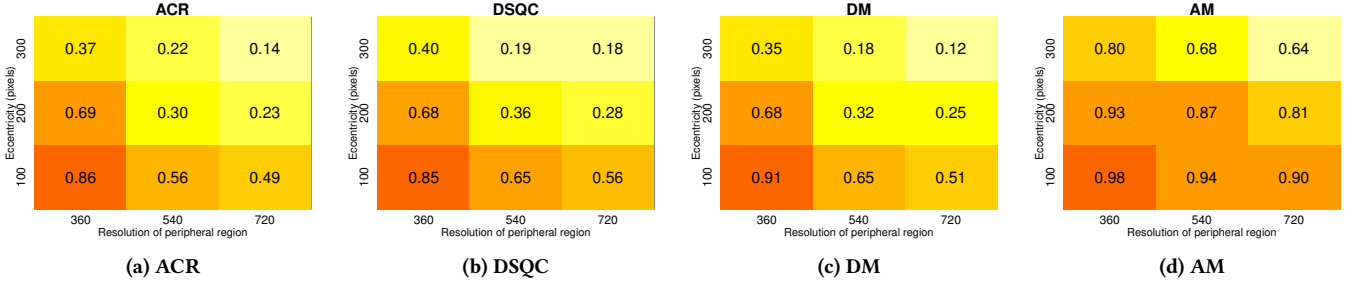 ACR
Eccentricity (pixels)
300 0.37 0.22 0.14
200 0.69 0.30 0.23
100 0.86 0.56 0.49
360 540 720
Resolution of peripheral region
(a) ACR
DSQC
Eccentricity (pixels)
300 0.40 0.19 0.18
200 0.68 0.36 0.28
100 0.85 0.65 0.56
360 540 720
Resolution of peripheral region
(b) DSQC
DM
Eccentricity (pixels)
300 0.35 0.18 0.12
200 0.68 0.32 0.25
100 0.91 0.65 0.51
360 540 720
Resolution of peripheral region
(c) DM
AM
Eccentricity (pixels)
300 0.80 0.68 0.64
200 0.93 0.87 0.81
100 0.98 0.94 0.90
360 540 720
Resolution of peripheral region
(d) AM